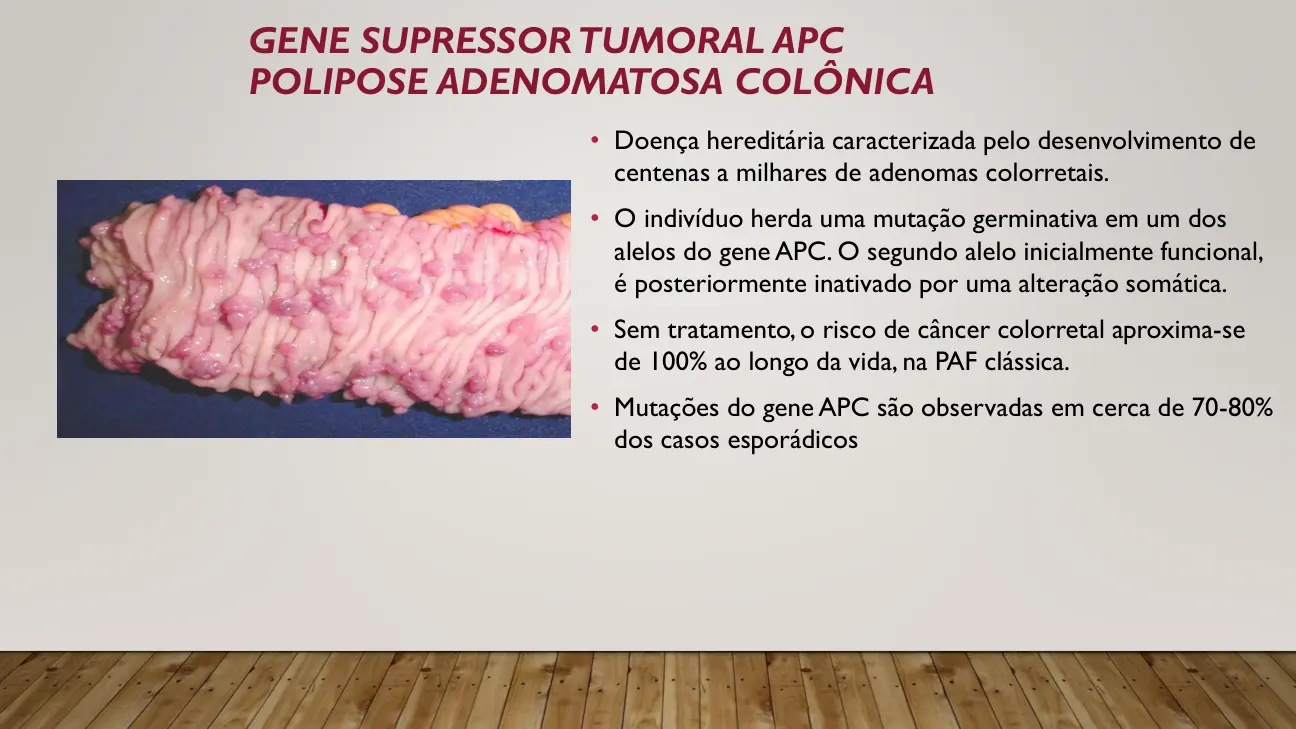 GENE SUPRESSOR TUMORAL APC
POLIPOSE ADENOMATOSA COLÔNICA
• Doença hereditária caracterizada pelo desenvolvimento de
centenas a milhares de adenomas colorretais.
• O indivíduo herda uma mutação germinativa em um dos
alelos do gene APC. O segundo alelo inicialmente funcional,
é posteriormente inativado por uma alteração somática.
• Sem tratamento, o risco de câncer colorretal aproxima-se
de 100% ao longo da vida, na PAF clássica.
• Mutações do gene APC são observadas em cerca de 70-80%
dos casos esporádicos